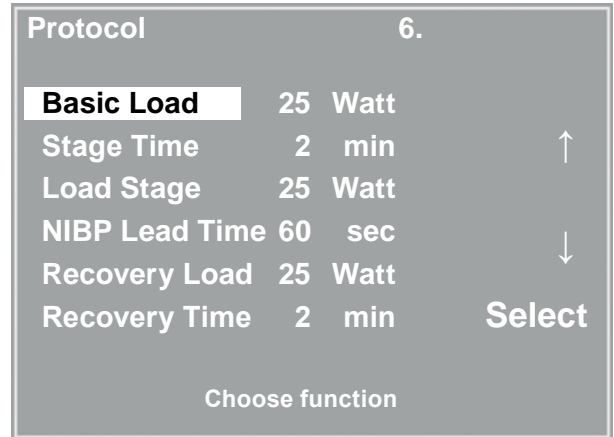 Protocol 6.
Basic Load 25 Watt
Stage Time 2 min ↑
Load Stage 25 Watt
NIBP Lead Time 60 sec ↓
Recovery Load 25 Watt
Recovery Time 2 min Select
Choose function